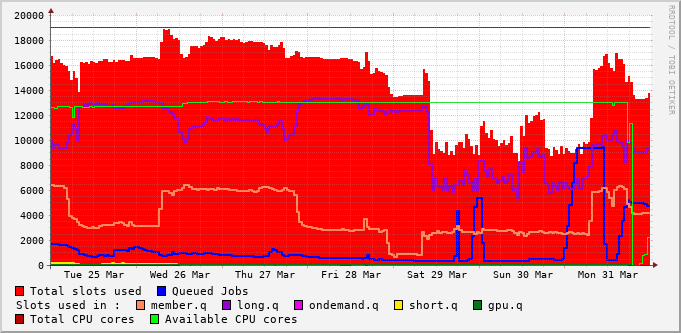 20000
18000
16000
14000
12000
10000
8000
6000
4000
2000
0
Tue 25 Mar Wed 26 Mar Thu 27 Mar Fri 28 Mar Sat 29 Mar Sun 30 Mar Mon 31 Mar
Total slots used Queued Jobs
Slots used in : member.q long.q ondemand.q short.q gpu.q
Total CPU cores Available CPU cores
RRDTOOL / TOBI OETIKER